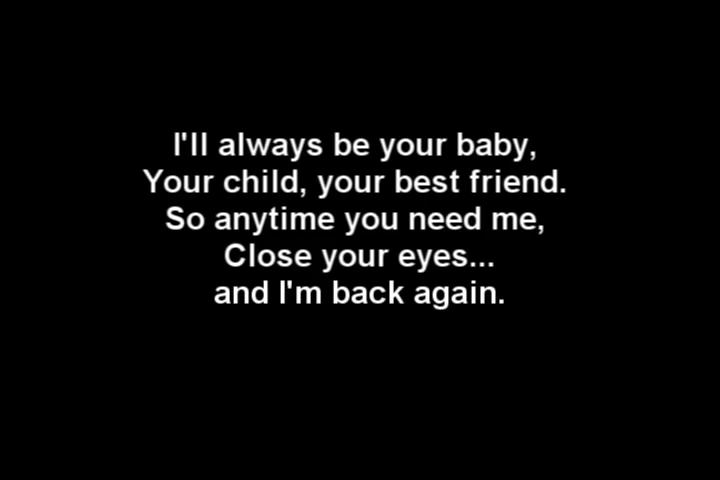 I'll always be your baby,
Your child, your best friend.
So anytime you need me,
Close your eyes...
and I'm back again.